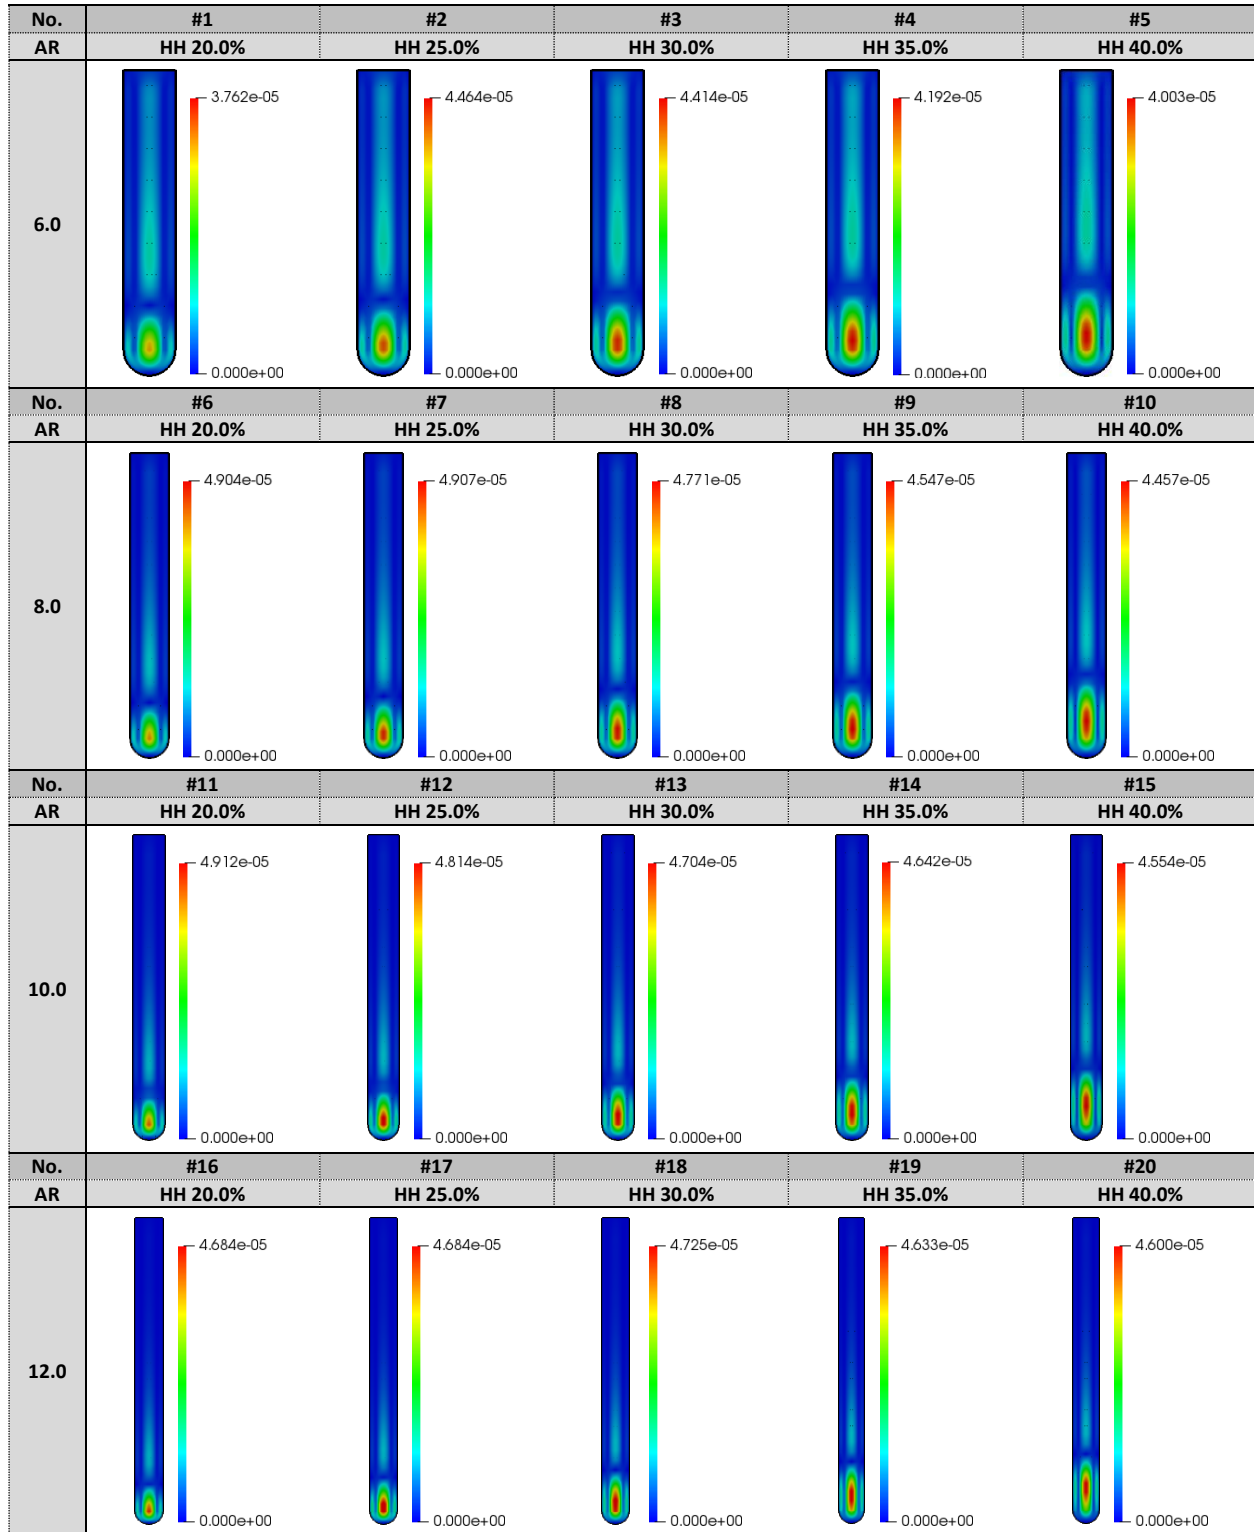 No. #1 #2 #3 #4 #5
AR HH 20.0% HH 25.0% HH 30.0% HH 35.0% HH 40.0%
3.762e-05 4.464e-05 4.414e-05 4.192e-05 4.003e-05
6.0
0.000e+00 0.000e+00 0.000e+00 0.000e+00 0.000e+00
No. #6 #7 #8 #9 #10
AR HH 20.0% HH 25.0% HH 30.0% HH 35.0% HH 40.0%
4.904e-05 4.907e-05 4.771e-05 4.547e-05 4.457e-05
8.0
0.000e+00 0.000e+00 0.000e+00 0.000e+00 0.000e+00
No. #11 #12 #13 #14 #15
AR HH 20.0% HH 25.0% HH 30.0% HH 35.0% HH 40.0%
4.912e-05 4.814e-05 4.704e-05 4.642e-05 4.554e-05
10.0
0.000e+00 0.000e+00 0.000e+00 0.000e+00 0.000e+00
No. #16 #17 #18 #19 #20
AR HH 20.0% HH 25.0% HH 30.0% HH 35.0% HH 40.0%
4.684e-05 4.684e-05 4.725e-05 4.633e-05 4.600e-05
12.0
0.000e+00 0.000e+00 0.000e+00 0.000e+00 0.000e+00